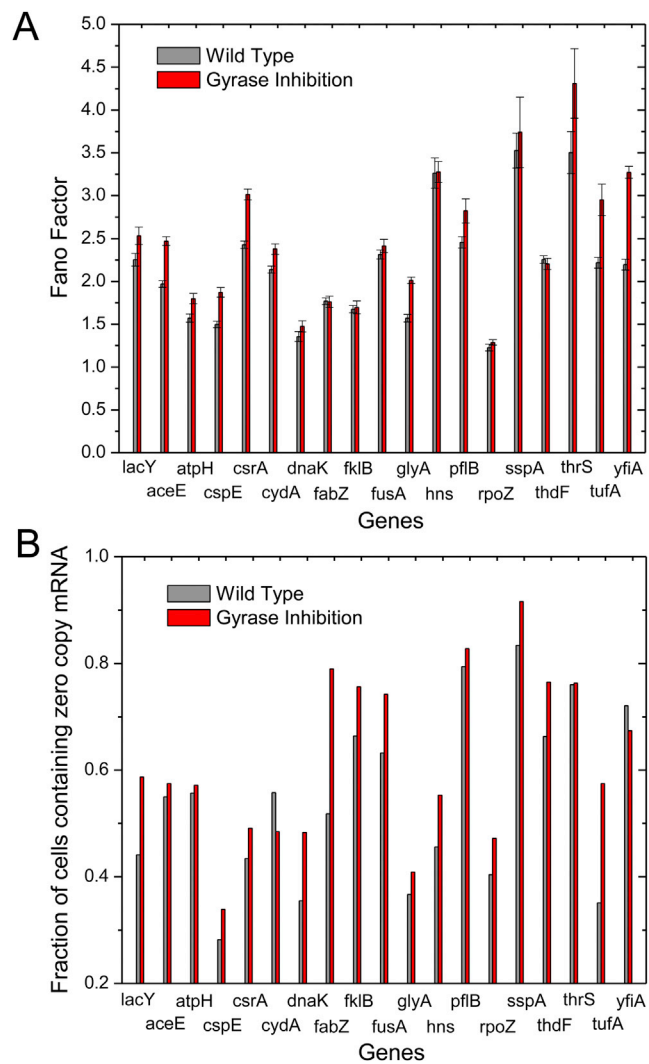 A
5.0
4.5
4.0
3.5
3.0
2.5
2.0
1.5
1.0
0.5
0.0
Fano Factor
Wild Type
Gyrase Inhibition
lacY atpH csrA dnaK fklB glyA pflB sspA thrS yfiA
aceE cspE cydA fabZ fusA hns rpoZ thdF tufA
Genes
B
1.0
0.8
0.6
0.4
0.2
Fraction of cells containing zero copy mRNA
Wild Type
Gyrase Inhibition
lacY atpH csrA dnaK fklB glyA pflB sspA thrS yfiA
aceE cspE cydA fabZ fusA hns rpoZ thdF tufA
Genes